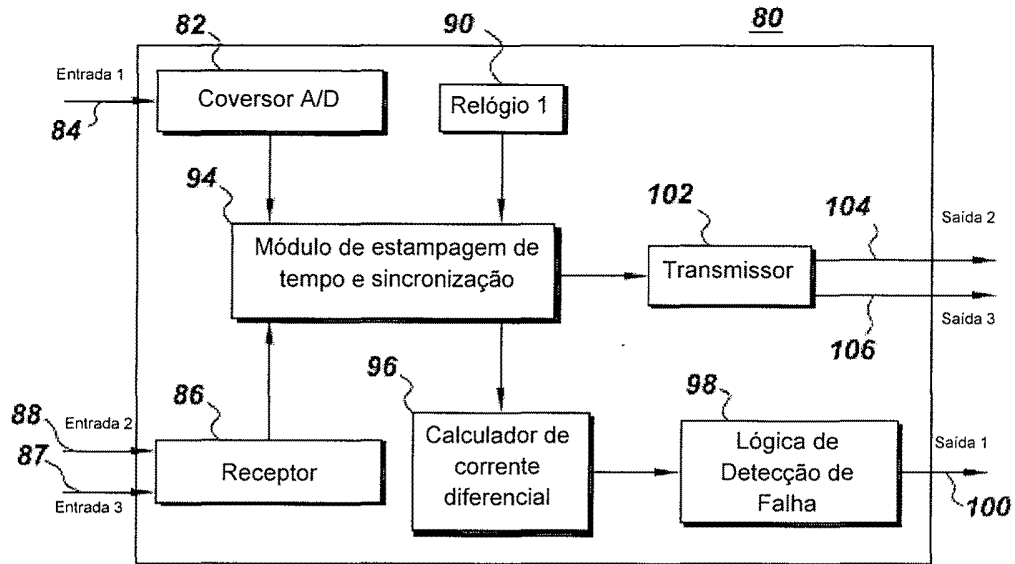 80
82
90
Entrada 1
84
Coversor A/D
Relógio 1
94
Módulo de estampagem de
tempo e sincronização
102
Transmissor
104
Saída 2
Saída 3
106
88
Entrada 2
87
Entrada 3
86
Receptor
96
Calculador de
corrente
diferencial
98
Lógica de
Detecção de
Falha
Saída 1
100